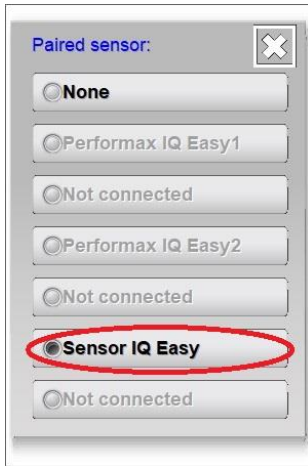 Paired sensor:
None
Performax IQ Easy1
Not connected
Performax IQ Easy2
Not connected
Sensor IQ Easy
Not connected